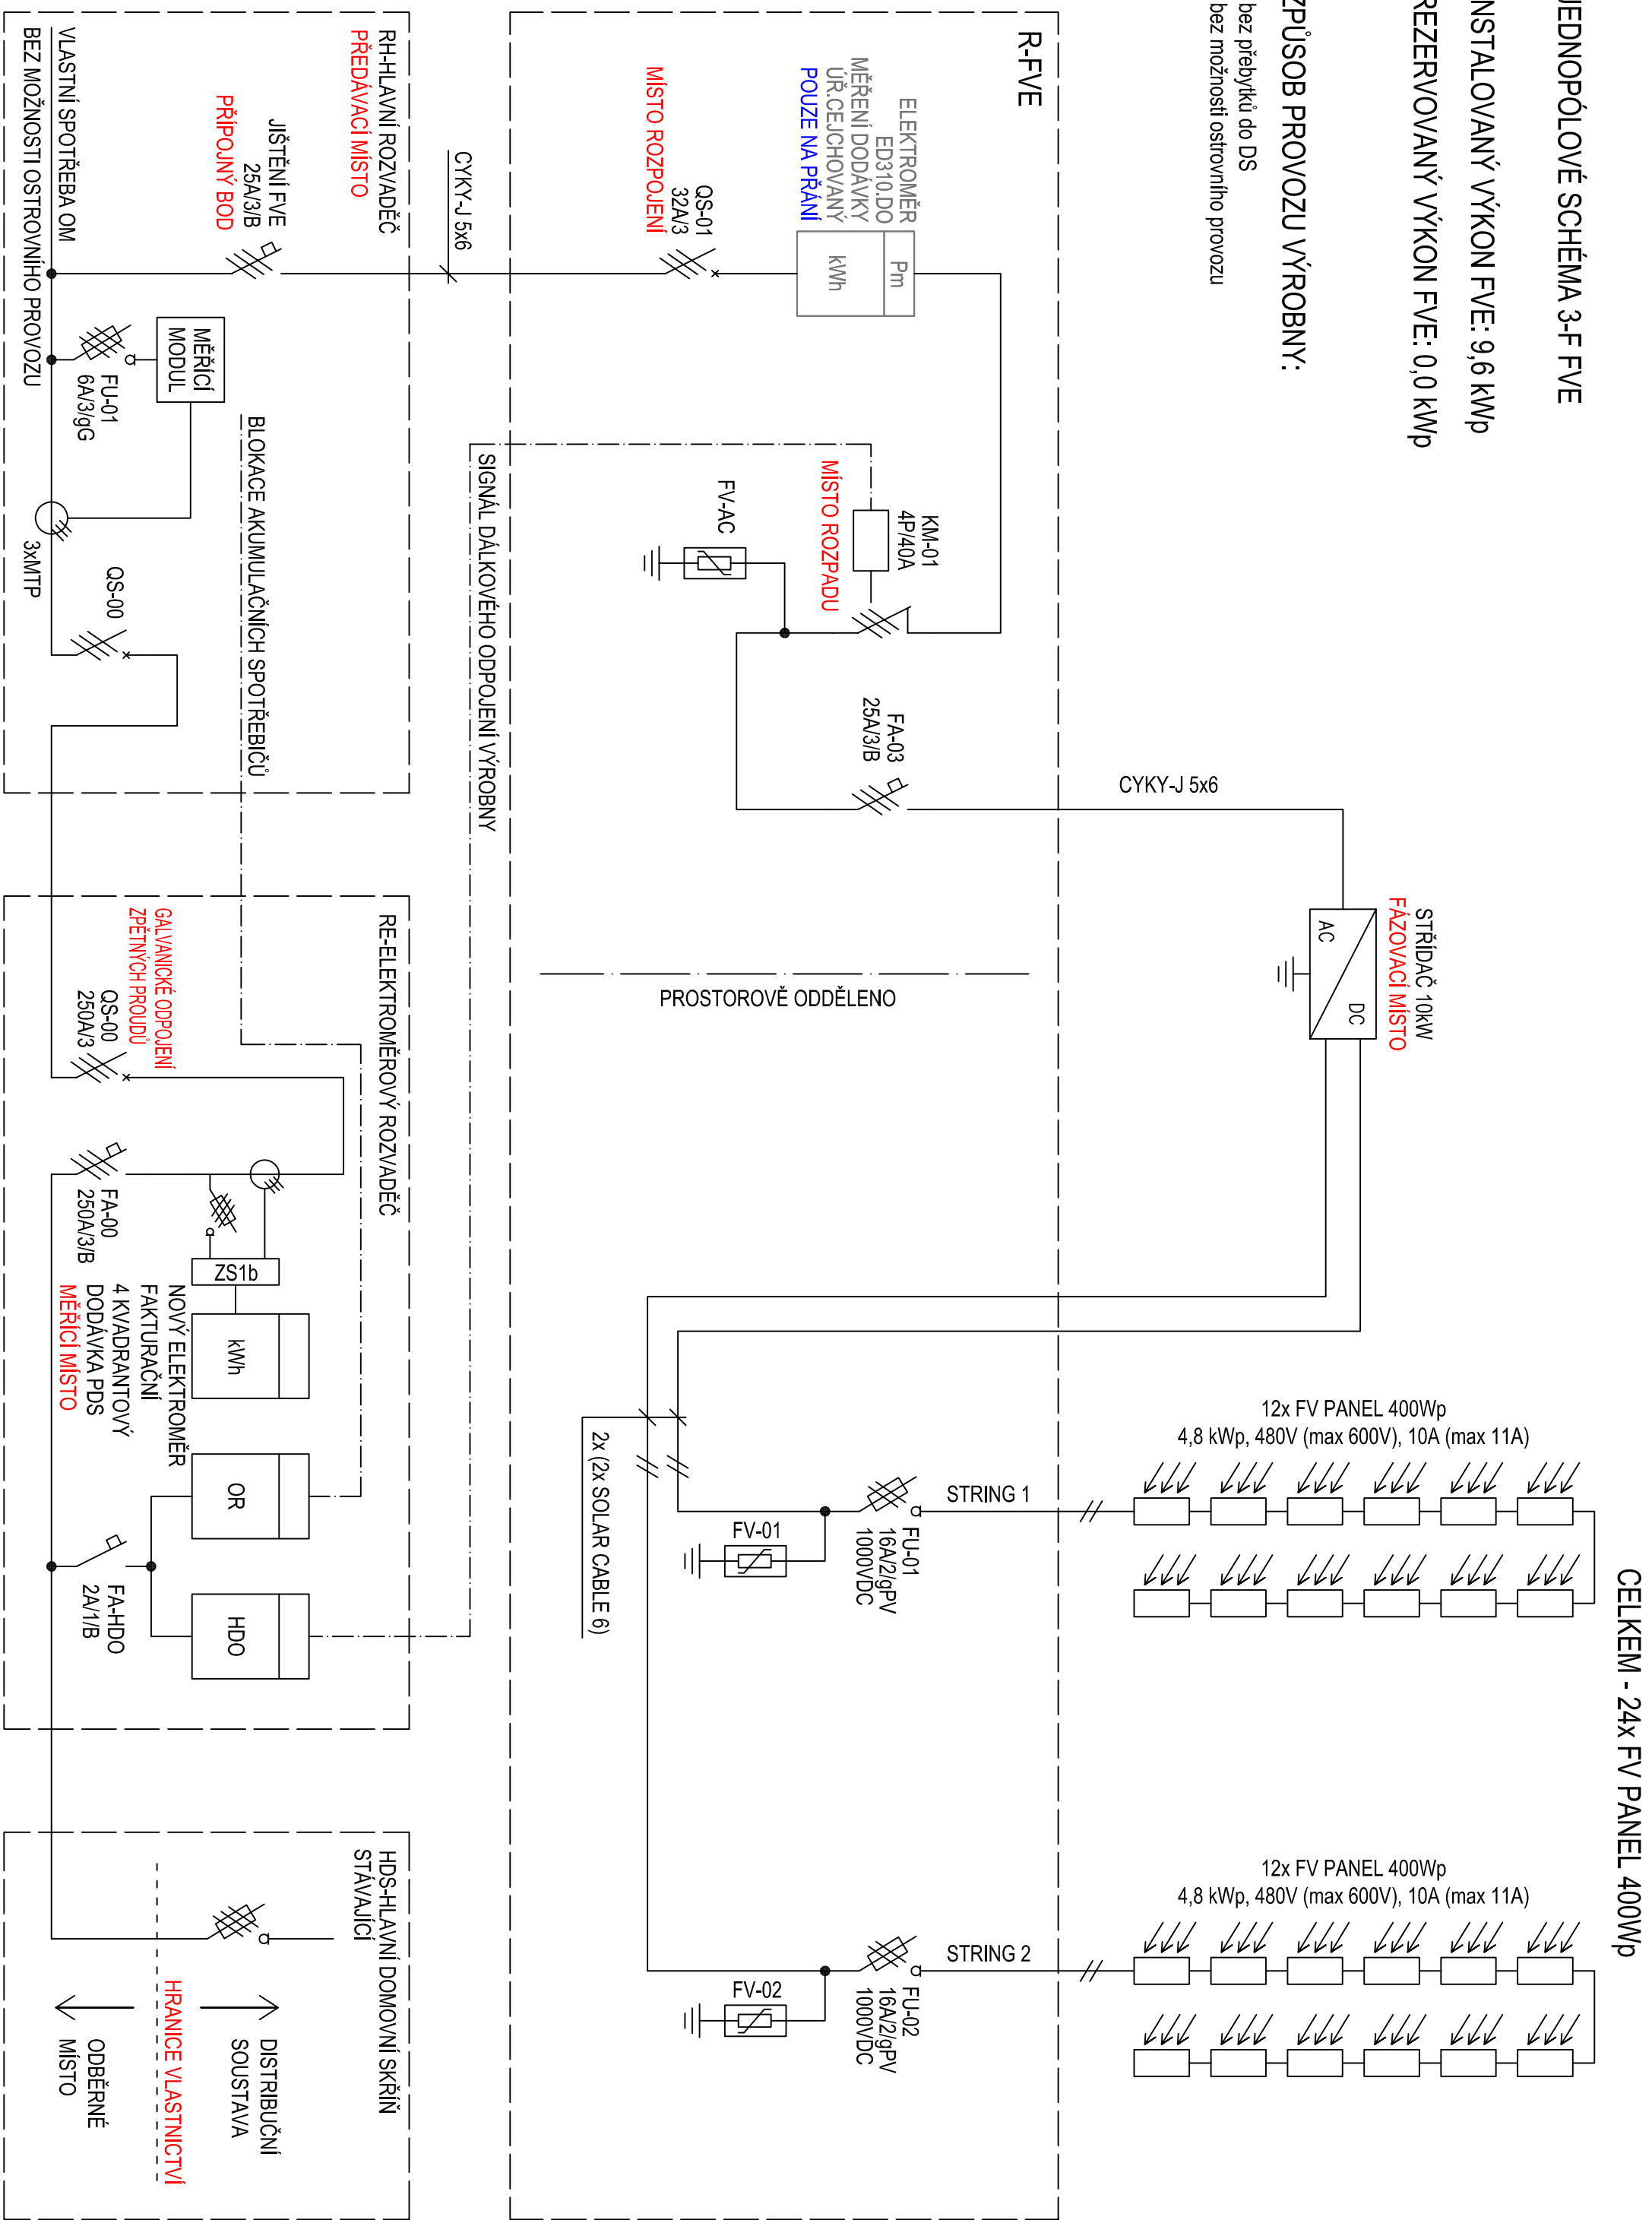 JEDNOPÓLOVÉ SCHÉMA 3-F FVE
INSTALOVANÝ VÝKON FVE: 9,6 kWp
REZERVOVANÝ VÝKON FVE: 0,0 kWp
ZPŮSOB PROVOZU VÝROBNY:
bez přebytků do DS
bez možnosti ostrovního provozu
CELKEM - 24x FV PANEL 400Wp
12x FV PANEL 400Wp
4,8 kWp, 480V (max 600V), 10A (max 11A)
12x FV PANEL 400Wp
4,8 kWp, 480V (max 600V), 10A (max 11A)
STŘÍDAČ 10kW
FÁZOVACÍ MÍSTO
AC
DC
CYKY-J 5x6
STRING 1
STRING 2
R-FVE
ELEKTROMĚR
ED310.DO
MĚŘENÍ DODÁVKY
ÚŘ.CEJCHOVANÝ
POUZE NA PŘÁNÍ
Pm
kWh
QS-01
32A/3
MÍSTO ROZPOJENÍ
KM-01
4P/40A
MÍSTO ROZPADU
FV-AC
FA-03
25A/3/B
PROSTOROVĚ ODDĚLENO
FU-01
16A/2/gPV
1000VDC
FV-01
FU-02
16A/2/gPV
1000VDC
FV-02
2x (2x SOLAR CABLE 6)
CYKY-J 5x6
SIGNÁL DÁLKOVÉHO ODPOJENÍ VÝROBNY
RH-HLAVNÍ ROZVADĚČ
PŘEDÁVACÍ MÍSTO
JIŠTĚNÍ FVE
25A/3/B
PŘÍPOJNÝ BOD
MĚŘÍCÍ
MODUL
BLOKACE AKUMULAČNÍCH SPOTŘEBIČŮ
FU-01
6A/3/gG
QS-00
3xMTP
VLASTNÍ SPOTŘEBA OM
BEZ MOŽNOSTI OSTROVNÍHO PROVOZU
RE-ELEKTROMĚROVÝ ROZVADĚČ
GALVANICKÉ ODPOJENÍ
ZPĚTNÝCH PROUDŮ
QS-00
250A/3
FA-00
250A/3/B
ZS1b
kWh
NOVÝ ELEKTROMĚR
FAKTURAČNÍ
4 KVADRANTOVÝ
DODÁVKA PDS
MĚŘÍCÍ MÍSTO
OR
HDO
FA-HDO
2A/1/B
HDS-HLAVNÍ DOMOVNÍ SKŘÍŇ
STÁVAJÍCÍ
DISTRIBUČNÍ
SOUSTAVA
HRANICE VLASTNICTVÍ
ODBĚRNÉ
MÍSTO